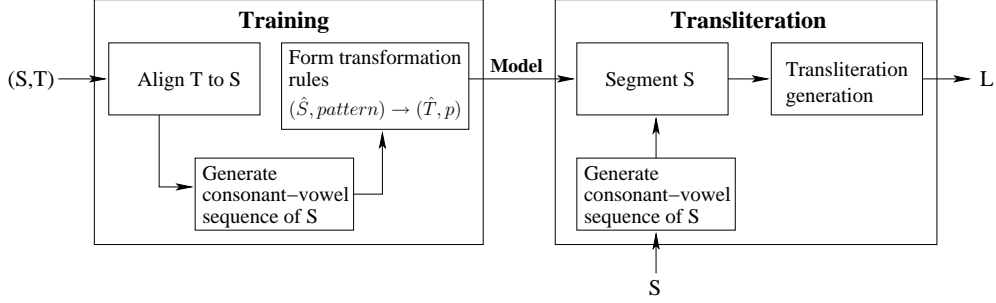 Training
Transliteration
(S,T)
Align T to S
Form transformation
rules
(Ŝ, pattern) → (T̂, p)
Generate
consonant−vowel
sequence of S
Model
Segment S
Transliteration
generation
L
Generate
consonant−vowel
sequence of S
S